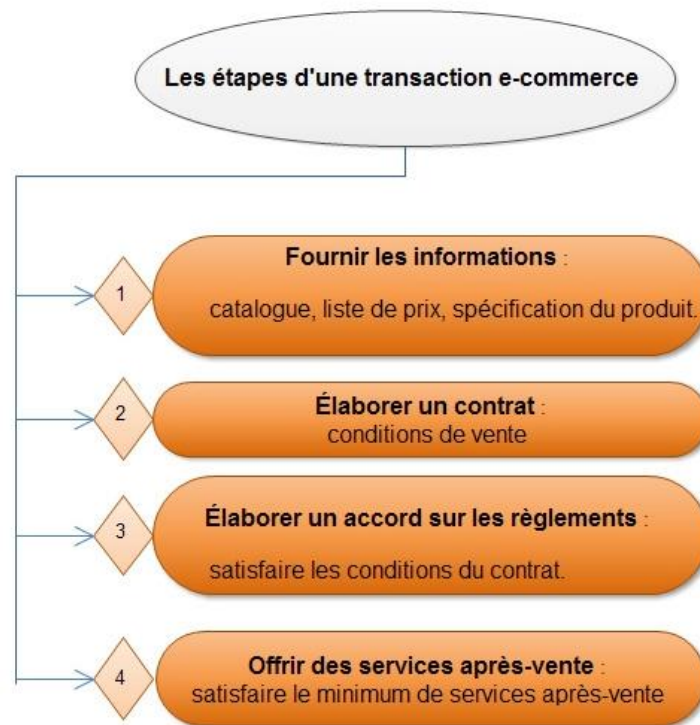 Les étapes d'une transaction e-commerce
1
Fournir les informations :
catalogue, liste de prix, spécification du produit.
2
Élaborer un contrat :
conditions de vente
3
Élaborer un accord sur les règlements :
satisfaire les conditions du contrat.
4
Offrir des services après-vente :
satisfaire le minimum de services après-vente